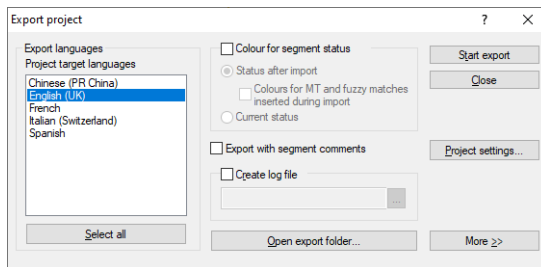 Export project
?
Export languages
Project target languages
Chinese (PR China)
English (UK)
French
Italian (Switzerland)
Spanish
Select all
Colour for segment status
Status after import
Colours for MT and fuzzy matches
inserted during import
Current status
Export with segment comments
Create log file
...
Open export folder...
Start export
Close
Project settings...
More >>